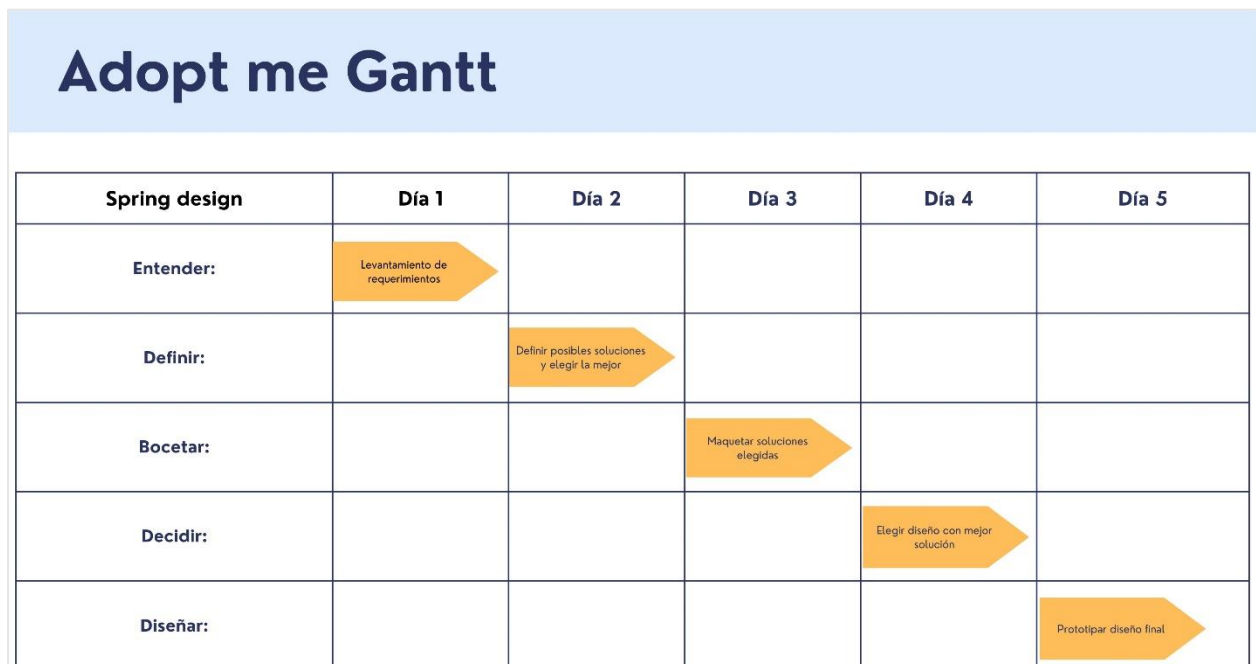 Adopt me Gantt
Spring design Día 1 Día 2 Día 3 Día 4 Día 5
Entender:
Levantamiento de
requerimientos
Definir:
Definir posibles soluciones
y elegir la mejor
Bocetar:
Maquetar soluciones
elegidas
Decidir:
Elegir diseño con mejor
solución
Diseñar:
Prototipar diseño final